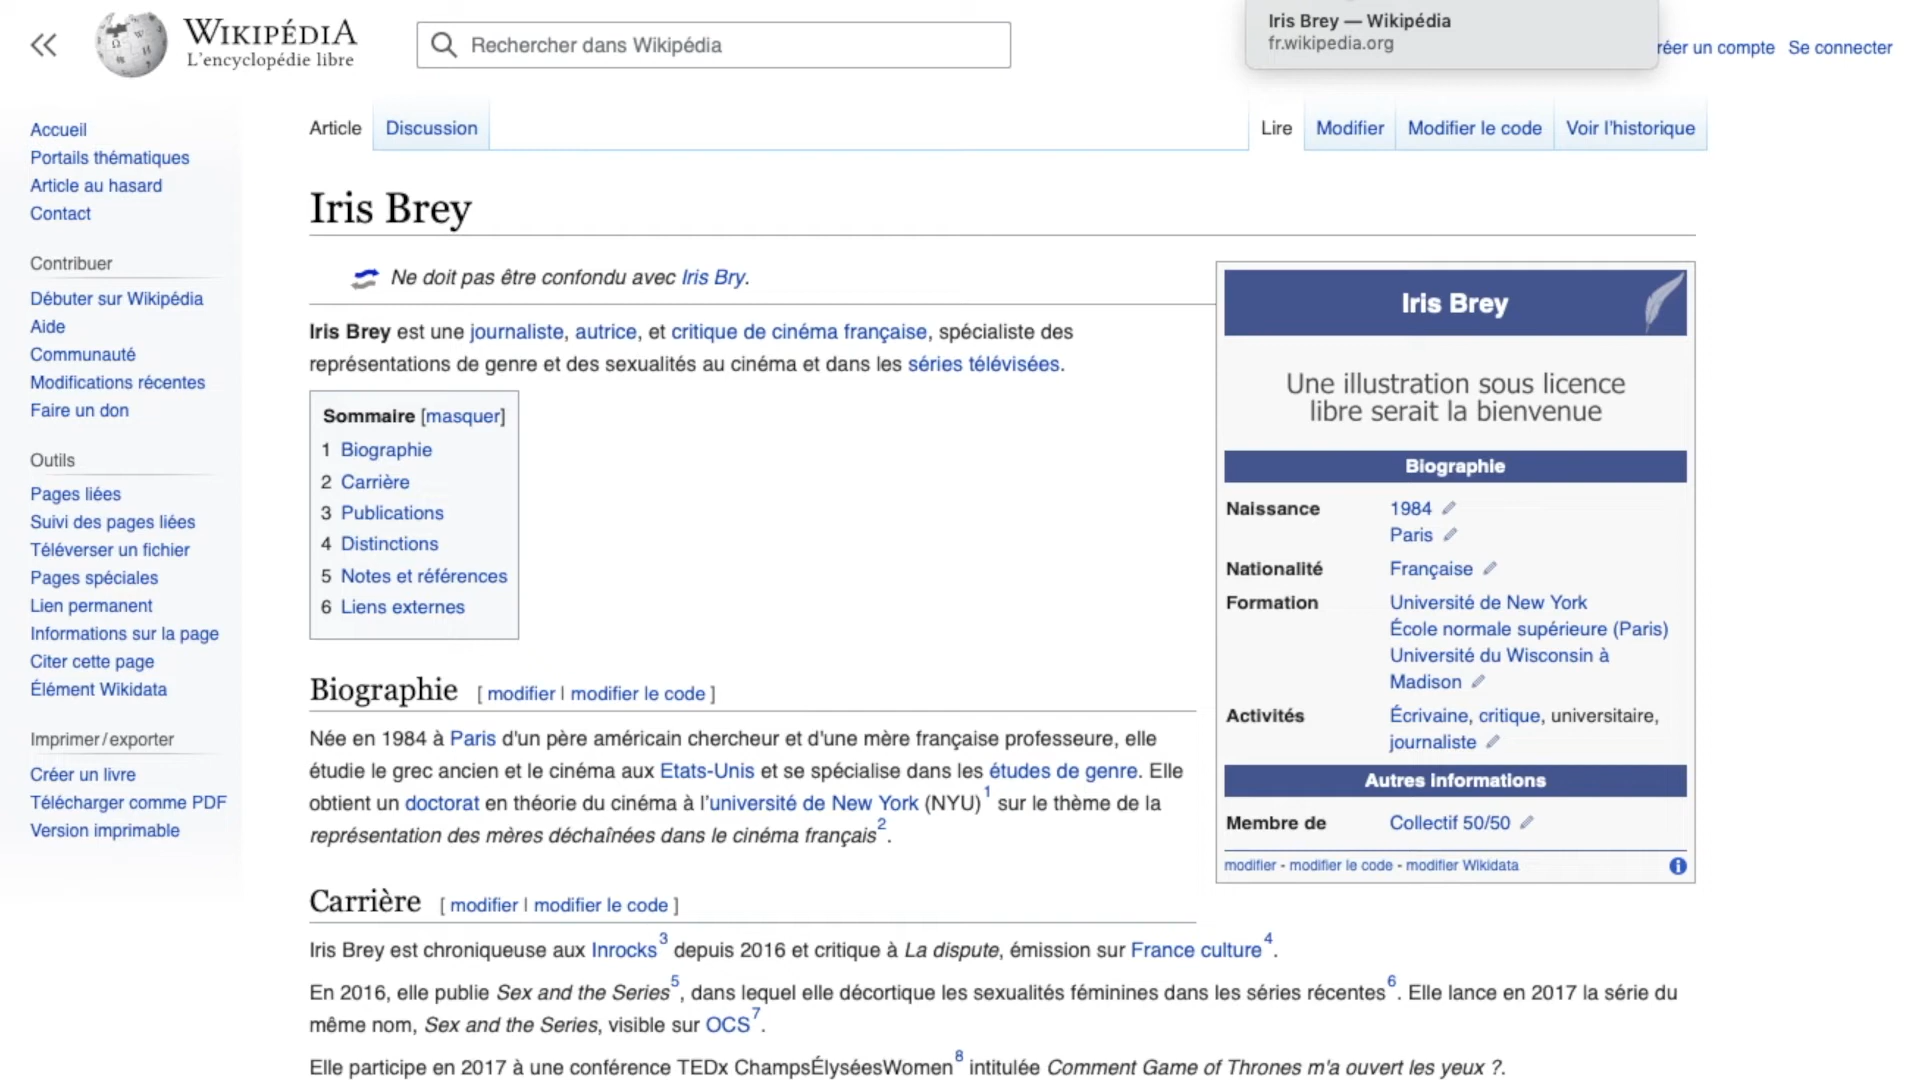 WIKIPÉDIA
L'encyclopédie libre
Rechercher dans Wikipédia
Iris Brey — Wikipédia
fr.wikipedia.org
réer un compte Se connecter
Accueil
Portails thématiques
Article au hasard
Contact
Contribuer
Débuter sur Wikipédia
Aide
Communauté
Modifications récentes
Faire un don
Outils
Pages liées
Suivi des pages liées
Téléverser un fichier
Pages spéciales
Lien permanent
Informations sur la page
Citer cette page
Élément Wikidata
Imprimer/exporter
Créer un livre
Télécharger comme PDF
Version imprimable
Article Discussion
Lire Modifier Modifier le code Voir l'historique
Iris Brey
Ne doit pas être confondu avec Iris Bry.
Iris Brey est une journaliste, autrice, et critique de cinéma française, spécialiste des
représentations de genre et des sexualités au cinéma et dans les séries télévisées.
Sommaire [masquer]
1 Biographie
2 Carrière
3 Publications
4 Distinctions
5 Notes et références
6 Liens externes
Biographie [ modifier | modifier le code ]
Née en 1984 à Paris d'un père américain chercheur et d'une mère française professeure, elle
étudie le grec ancien et le cinéma aux Etats-Unis et se spécialise dans les études de genre. Elle
obtient un doctorat en théorie du cinéma à l'université de New York (NYU)1 sur le thème de la
représentation des mères déchaînées dans le cinéma français2.
Carrière [ modifier | modifier le code ]
Iris Brey est chroniqueuse aux Inrocks3 depuis 2016 et critique à La dispute, émission sur France culture4.
En 2016, elle publie Sex and the Series5, dans lequel elle décortique les sexualités féminines dans les séries récentes6. Elle lance en 2017 la série du
même nom, Sex and the Series, visible sur OCS7.
Elle participe en 2017 à une conférence TEDx ChampsÉlyséesWomen8 intitulée Comment Game of Thrones m'a ouvert les yeux ?.
Iris Brey
Une illustration sous licence
libre serait la bienvenue
Biographie
Naissance 1984
Paris
Nationalité Française
Formation Université de New York
École normale supérieure (Paris)
Université du Wisconsin à
Madison
Activités Écrivaine, critique, universitaire,
journaliste
Autres informations
Membre de Collectif 50/50
modifier - modifier le code - modifier Wikidata